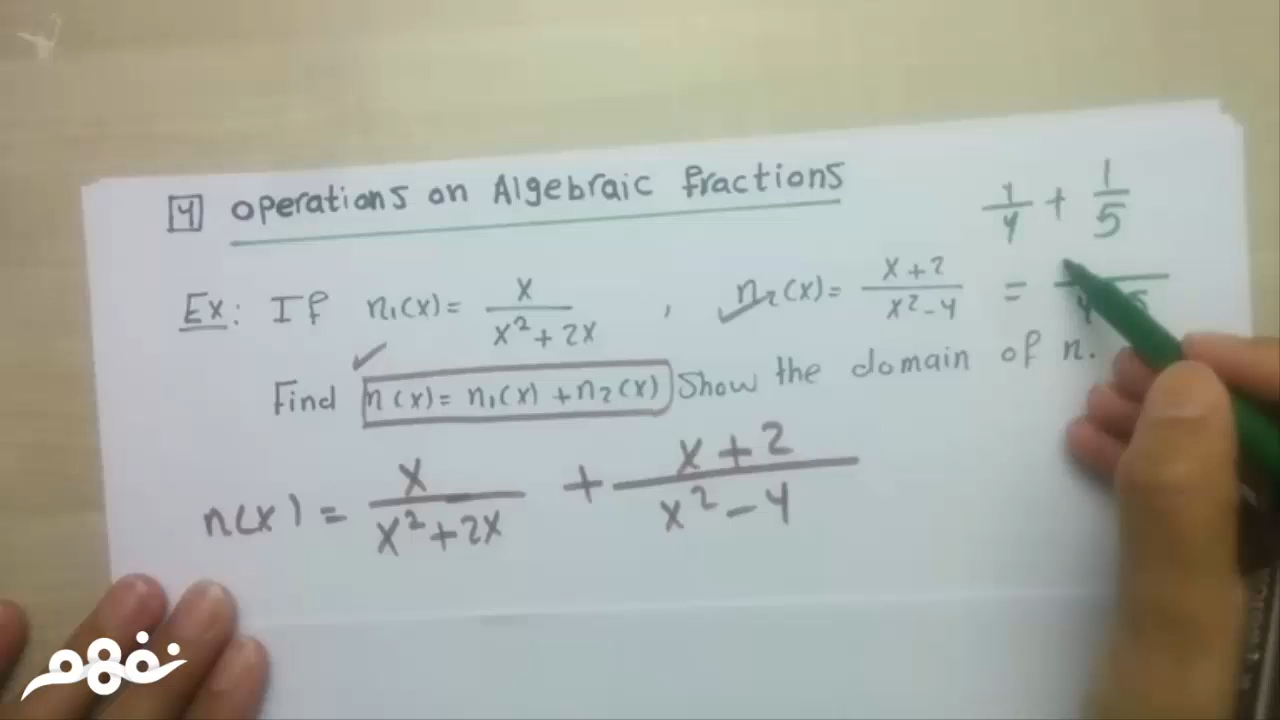 4 Operations on Algebraic fractions
1/4 + 1/5
Ex: If n₁(x) = x/(x²+2x) , n₂(x) = (x+2)/(x²-4)
=
Find n(x) = n₁(x) + n₂(x) Show the domain of n.
n(x) = x/(x²+2x) + (x+2)/(x²-4)
نفهم